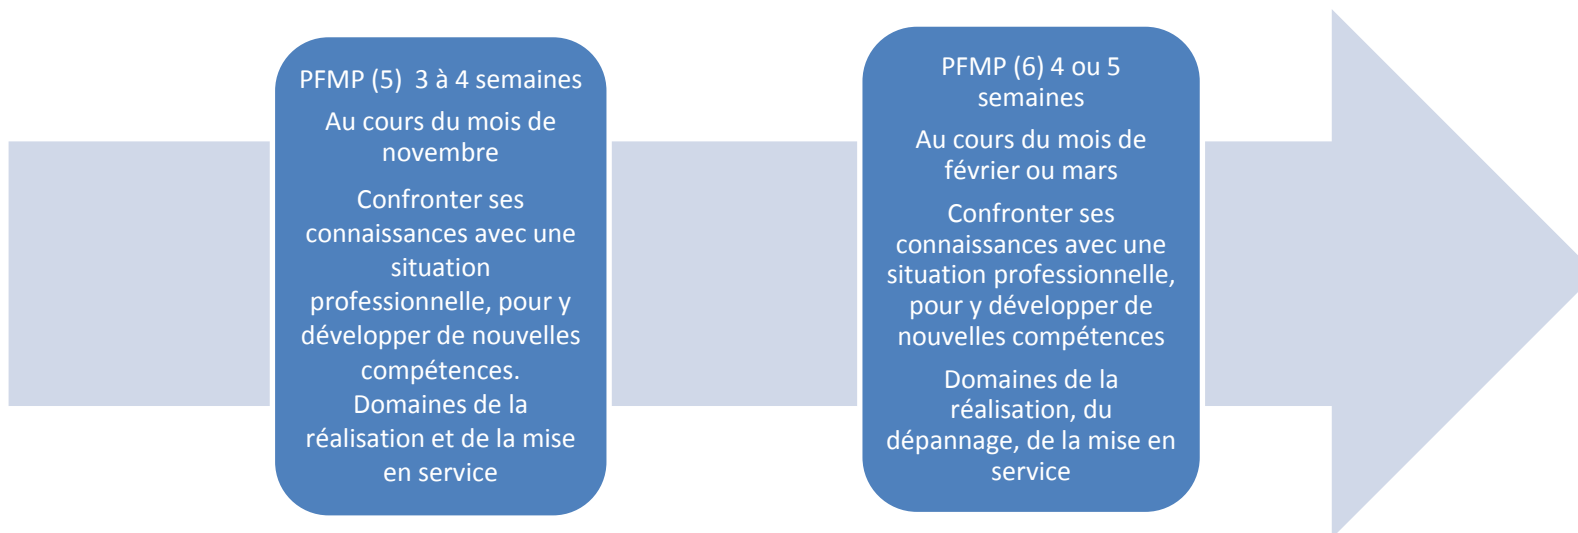 PFMP (5)  3 à 4 semaines
Au cours du mois de
novembre
Confronter ses
connaissances avec une
situation
professionnelle, pour y
développer de nouvelles
compétences.
Domaines de la
réalisation et de la mise
en service
PFMP (6) 4 ou 5
semaines
Au cours du mois de
février ou mars
Confronter ses
connaissances avec une
situation professionnelle,
pour y développer de
nouvelles compétences
Domaines de la
réalisation, du
dépannage, de la mise en
service